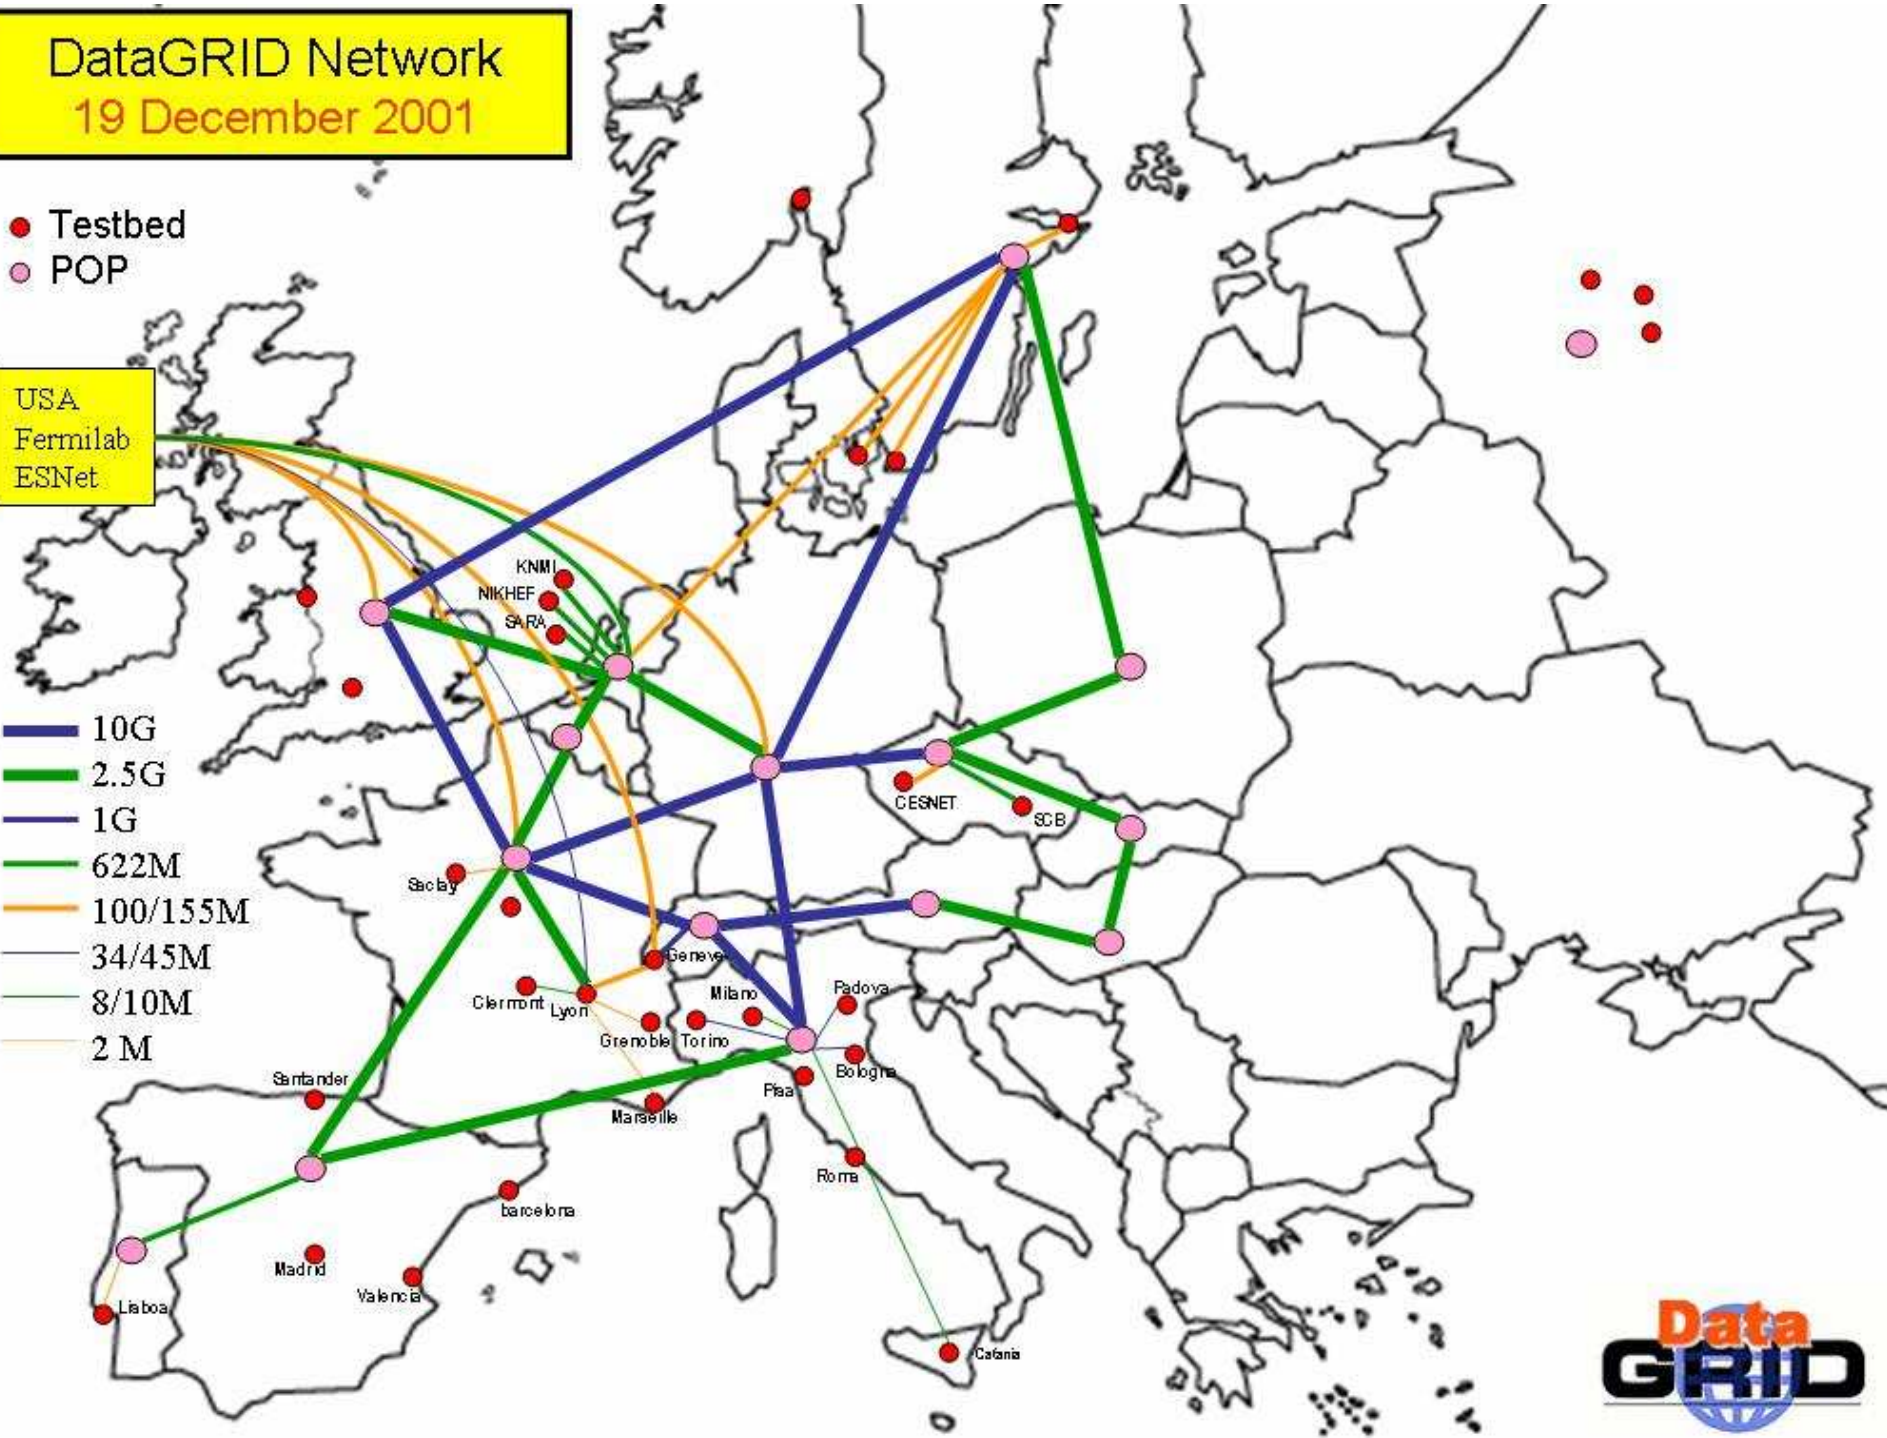 DataGRID Network
19 December 2001
Testbed
POP
USA
Fermilab
ESNet
KNMI
NIKHEF
SARA
10G
2.5G
1G
622M
100/155M
34/45M
8/10M
2 M
CESNET
SCB
Saclay
Geneve
Clermont
Lyon
Grenoble
Torino
Milano
Padova
Bologna
Pisa
Marseille
Santander
Roma
barcelona
Madrid
Valencia
Lisboa
Catania
Data
GRID